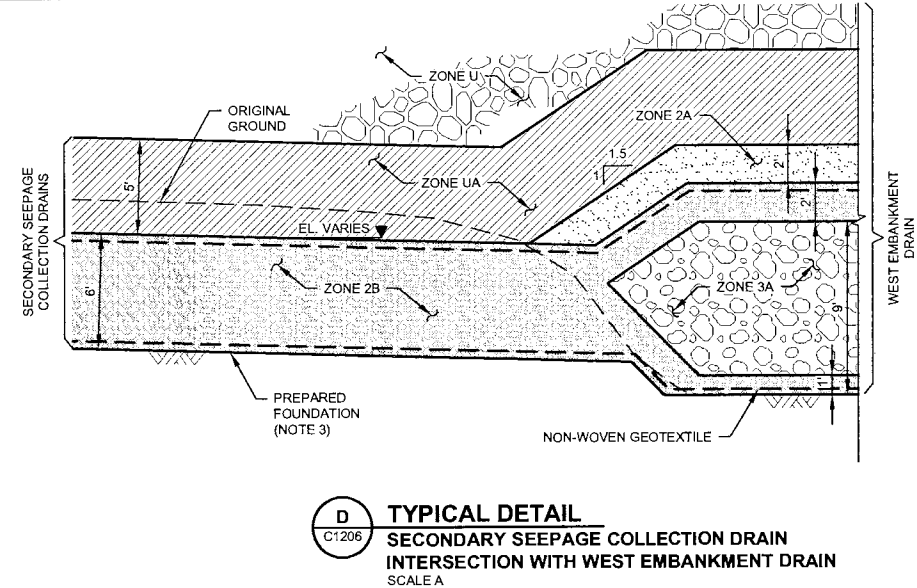 ZONE U
ORIGINAL
GROUND
ZONE 2A
1.5
1
2'
5'
ZONE UA
2'
SECONDARY SEEPAGE
COLLECTION DRAINS
EL. VARIES
WEST EMBANKMENT
DRAIN
6'
ZONE 2B
ZONE 3A
9'
1'
PREPARED
FOUNDATION
(NOTE 3)
NON-WOVEN GEOTEXTILE
D
C1206
TYPICAL DETAIL
SECONDARY SEEPAGE COLLECTION DRAIN
INTERSECTION WITH WEST EMBANKMENT DRAIN
SCALE A